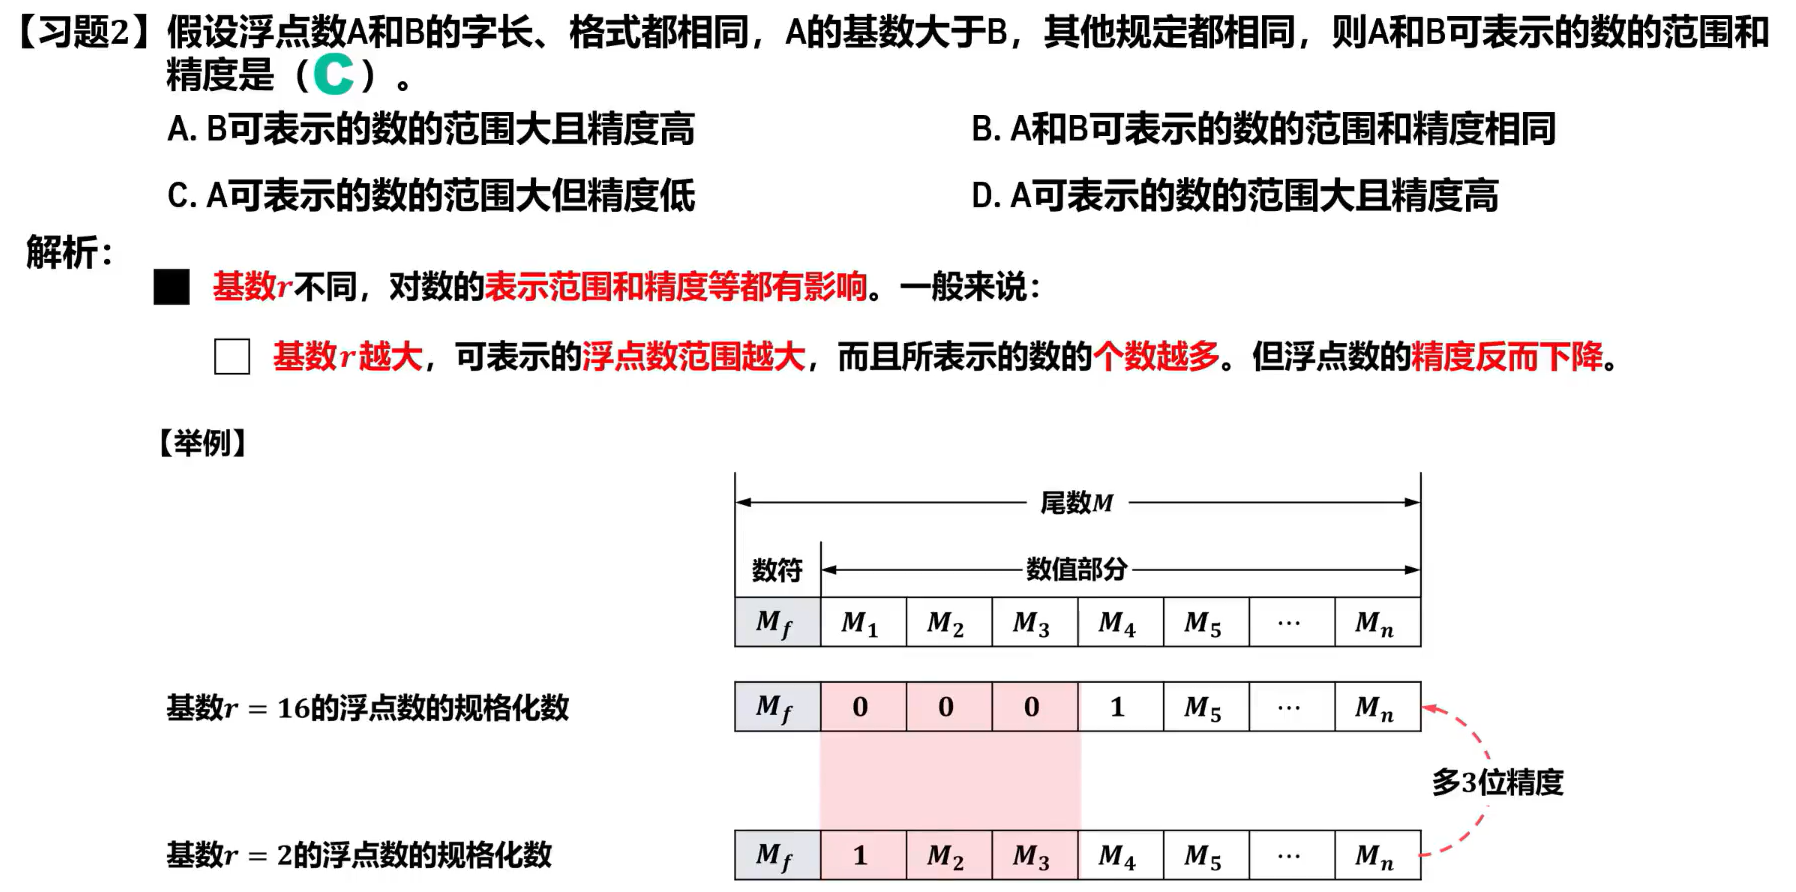 【习题2】假设浮点数A和B的字长、格式都相同，A的基数大于B，其他规定都相同，则A和B可表示的数的范围和
精度是（C）。
A. B可表示的数的范围大且精度高
B. A和B可表示的数的范围和精度相同
C. A可表示的数的范围大但精度低
D. A可表示的数的范围大且精度高
解析：
基数r不同，对数的表示范围和精度等都有影响。一般来说：
基数r越大，可表示的浮点数范围越大，而且所表示的数的个数越多。但浮点数的精度反而下降。
【举例】
尾数M
数符 数值部分
M_f M_1 M_2 M_3 M_4 M_5 ⋯ M_n
基数r = 16的浮点数的规格化数 M_f 0 0 0 1 M_5 ⋯ M_n
多3位精度
基数r = 2的浮点数的规格化数 M_f 1 M_2 M_3 M_4 M_5 ⋯ M_n